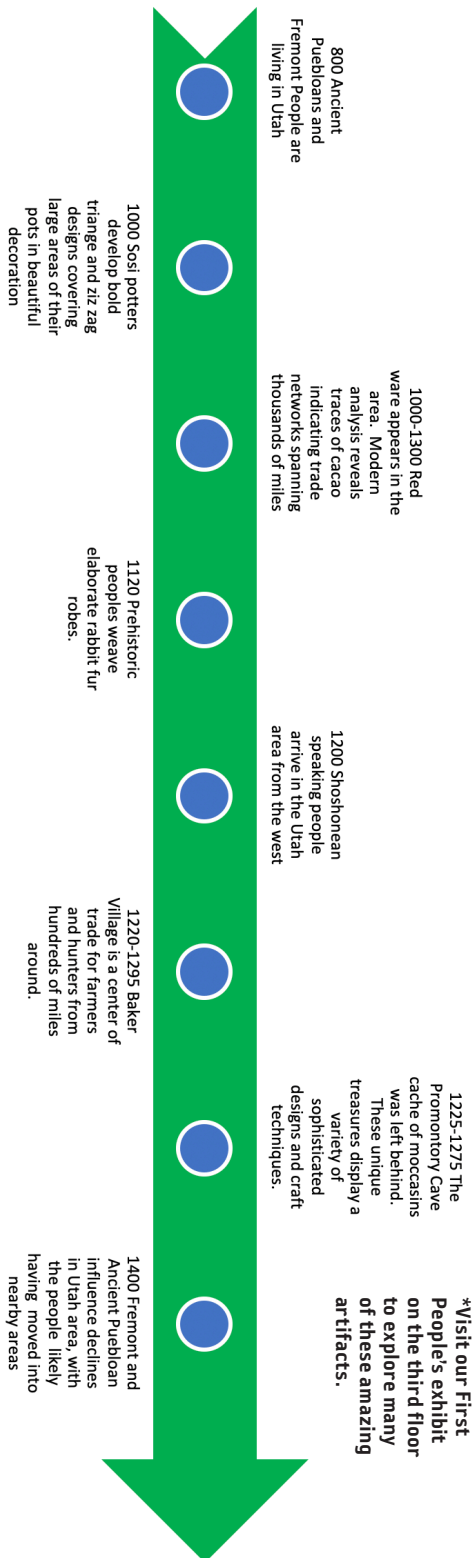 800 Ancient
Puebloans and
Fremont People are
living in Utah
1000 Sosi potters
develop bold
triange and ziz zag
designs covering
large areas of their
pots in beautiful
decoration
1000-1300 Red
ware appears in the
area. Modern
analysis reveals
traces of cacao
indicating trade
networks spanning
thousands of miles
1120 Prehistoric
peoples weave
elaborate rabbit fur
robes.
1200 Shoshonean
speaking people
arrive in the Utah
area from the west
1220-1295 Baker
Village is a center of
trade for farmers
and hunters from
hundreds of miles
around.
1225-1275 The
Promontory Cave
cache of moccasins
was left behind.
These unique
treasures display a
variety of
sophisticated
designs and craft
techniques.
1400 Fremont and
Ancient Puebloan
influence declines
in Utah area, with
the people likely
having moved into
nearby areas
*Visit our First
People's exhibit
on the third floor
to explore many
of these amazing
artifacts.